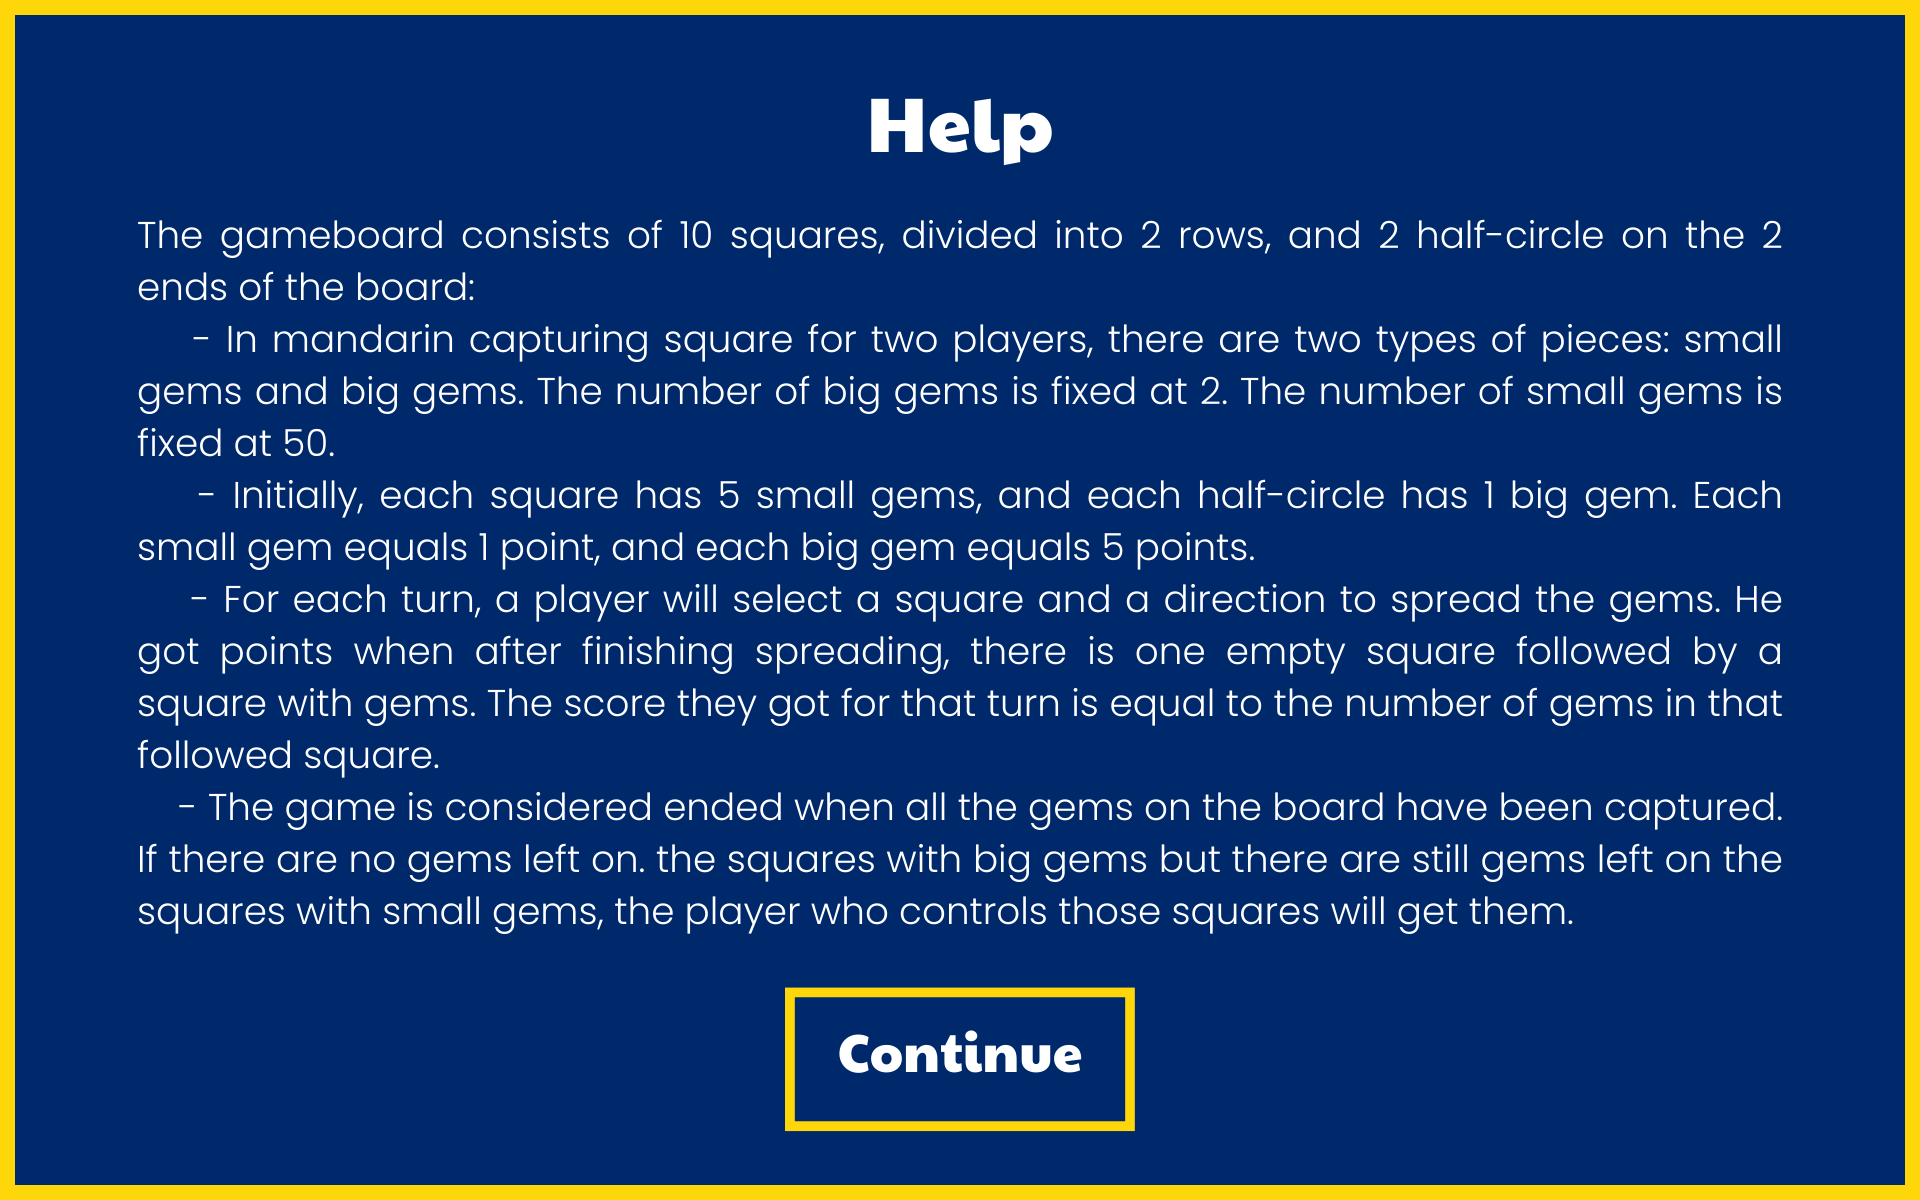 Help
The gameboard consists of 10 squares, divided into 2 rows, and 2 half-circle on the 2
ends of the board:
- In mandarin capturing square for two players, there are two types of pieces: small
gems and big gems. The number of big gems is fixed at 2. The number of small gems is
fixed at 50.
- Initially, each square has 5 small gems, and each half-circle has 1 big gem. Each
small gem equals 1 point, and each big gem equals 5 points.
- For each turn, a player will select a square and a direction to spread the gems. He
got points when after finishing spreading, there is one empty square followed by a
square with gems. The score they got for that turn is equal to the number of gems in that
followed square.
- The game is considered ended when all the gems on the board have been captured.
If there are no gems left on. the squares with big gems but there are still gems left on the
squares with small gems, the player who controls those squares will get them.
Continue